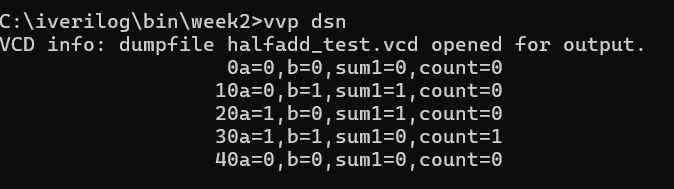 C:\iverilog\bin\week2>vvp dsn
VCD info: dumpfile halfadd_test.vcd opened for output.
0a=0,b=0,sum1=0,count=0
10a=0,b=1,sum1=1,count=0
20a=1,b=0,sum1=0,count=0
30a=1,b=1,sum1=0,count=1
40a=0,b=0,sum1=0,count=0